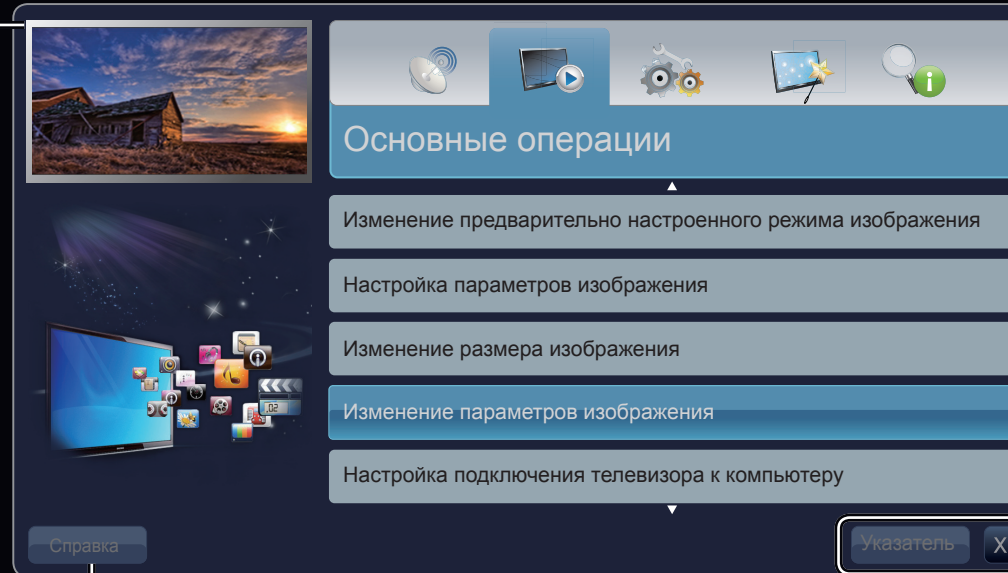 Основные операции
Изменение предварительно настроенного режима изображения
Настройка параметров изображения
Изменение размера изображения
Изменение параметров изображения
Настройка подключения телевизора к компьютеру
Справка
Указатель
X